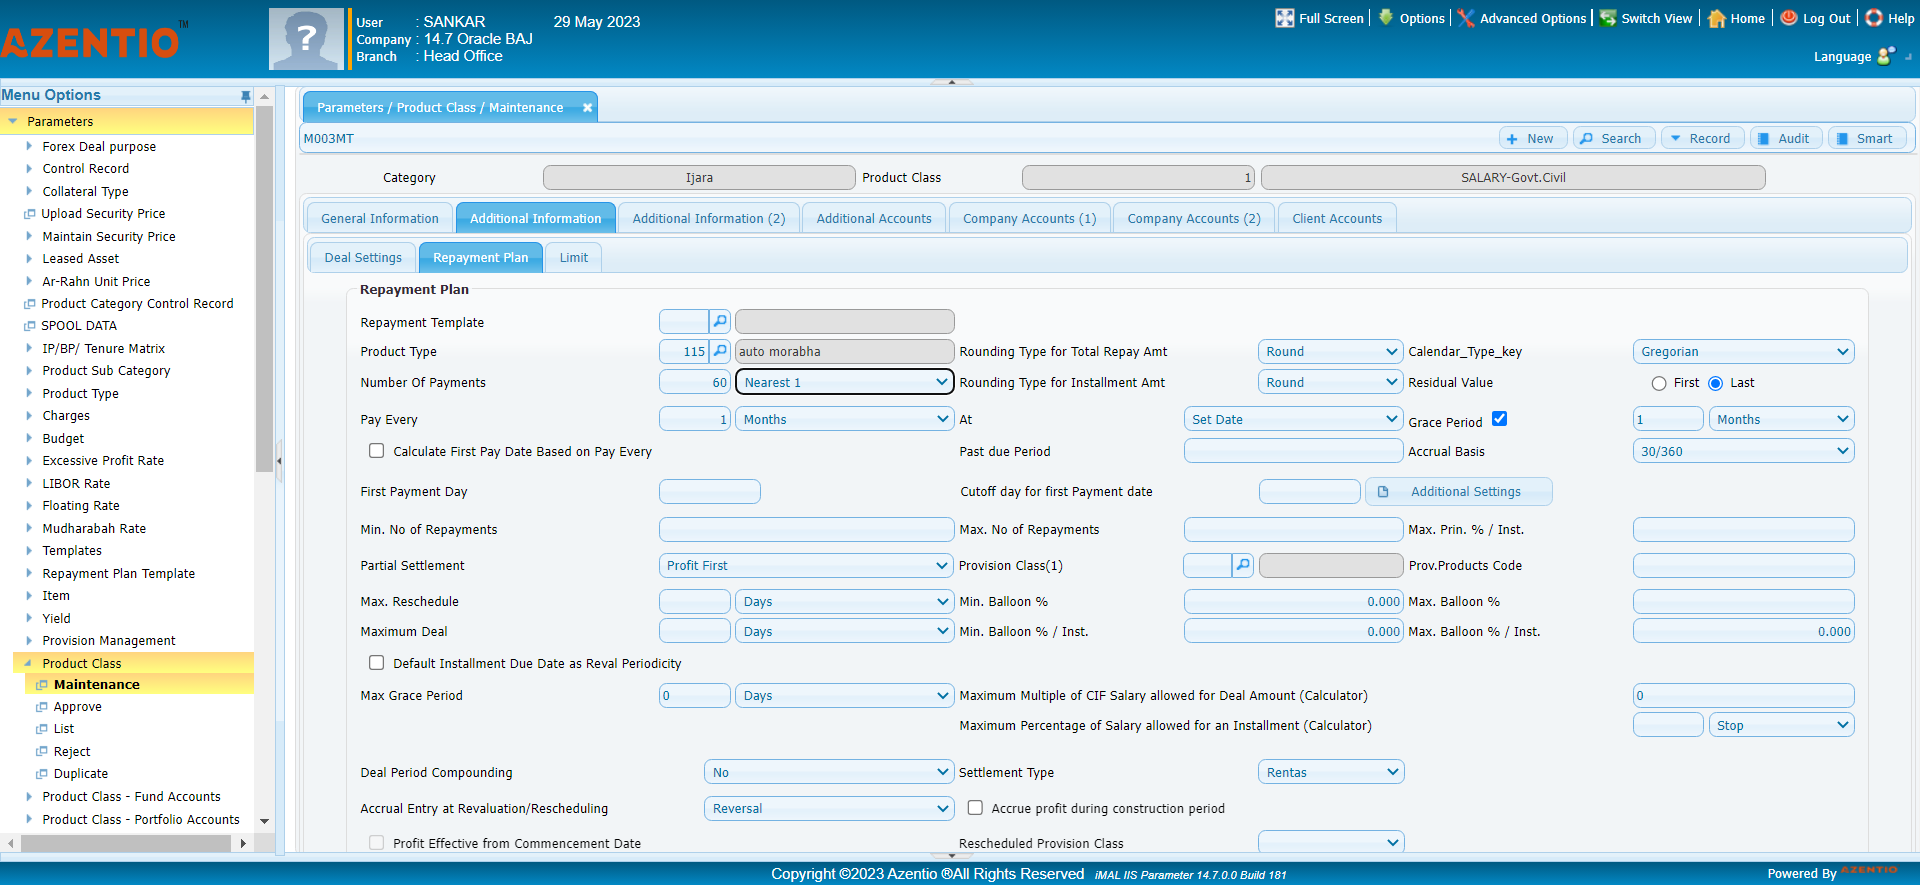 AZENTIO TM
?
User : SANKAR 29 May 2023
Company : 14.7 Oracle BAJ
Branch : Head Office
Full Screen Options Advanced Options Switch View Home Log Out Help
Language
Menu Options
Parameters
Forex Deal purpose
Control Record
Collateral Type
Upload Security Price
Maintain Security Price
Leased Asset
Ar-Rahn Unit Price
Product Category Control Record
SPOOL DATA
IP/BP/ Tenure Matrix
Product Sub Category
Product Type
Charges
Budget
Excessive Profit Rate
LIBOR Rate
Floating Rate
Mudharabah Rate
Templates
Repayment Plan Template
Item
Yield
Provision Management
Product Class
Maintenance
Approve
List
Reject
Duplicate
Product Class - Fund Accounts
Product Class - Portfolio Accounts
Parameters / Product Class / Maintenance
M003MT New Search Record Audit Smart
Category Ijara Product Class 1 SALARY-Govt.Civil
General Information Additional Information Additional Information (2) Additional Accounts Company Accounts (1) Company Accounts (2) Client Accounts
Deal Settings Repayment Plan Limit
Repayment Plan
Repayment Template
Product Type 115 auto morabha Rounding Type for Total Repay Amt Round Calendar_Type_key Gregorian
Number Of Payments 60 Nearest 1 Rounding Type for Installment Amt Round Residual Value First Last
Pay Every 1 Months At Set Date Grace Period 1 Months
Calculate First Pay Date Based on Pay Every Past due Period Accrual Basis 30/360
First Payment Day Cutoff day for first Payment date Additional Settings
Min. No of Repayments Max. No of Repayments Max. Prin. % / Inst.
Partial Settlement Profit First Provision Class(1) Prov.Products Code
Max. Reschedule Days Min. Balloon % 0.000 Max. Balloon %
Maximum Deal Days Min. Balloon % / Inst. 0.000 Max. Balloon % / Inst. 0.000
Default Installment Due Date as Reval Periodicity
Max Grace Period 0 Days Maximum Multiple of CIF Salary allowed for Deal Amount (Calculator) 0
Maximum Percentage of Salary allowed for an Installment (Calculator) Stop
Deal Period Compounding No Settlement Type Rentas
Accrual Entry at Revaluation/Rescheduling Reversal Accrue profit during construction period
Profit Effective from Commencement Date Rescheduled Provision Class
Copyright ©2023 Azentio ®All Rights Reserved iMAL IIS Parameter 14.7.0.0 Build 181 Powered By AZENTIO